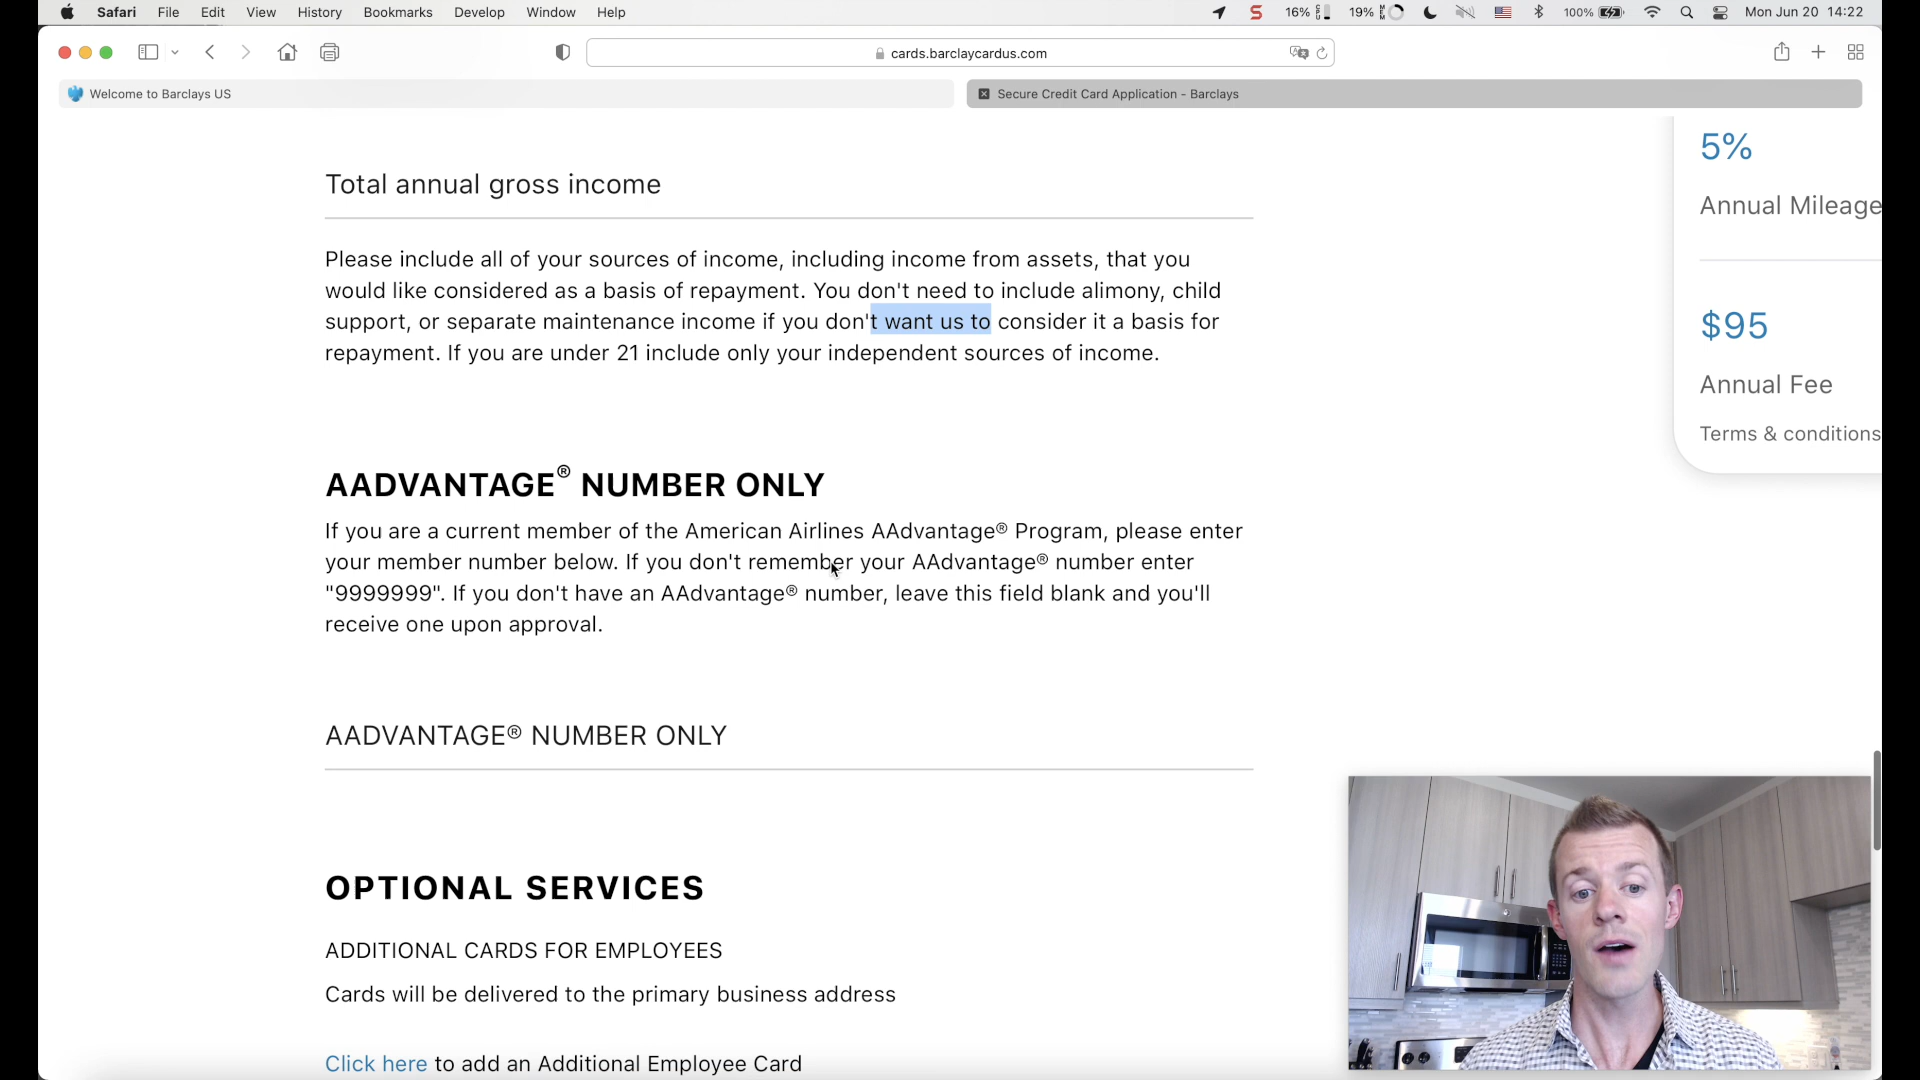 Safari File Edit View History Bookmarks Develop Window Help 16% 19% 100% Mon Jun 20 14:22
cards.barclaycardus.com
Welcome to Barclays US
Secure Credit Card Application - Barclays
Total annual gross income
Please include all of your sources of income, including income from assets, that you
would like considered as a basis of repayment. You don't need to include alimony, child
support, or separate maintenance income if you don't want us to consider it a basis for
repayment. If you are under 21 include only your independent sources of income.
AADVANTAGE® NUMBER ONLY
If you are a current member of the American Airlines AAdvantage® Program, please enter
your member number below. If you don't remember your AAdvantage® number enter
"9999999". If you don't have an AAdvantage® number, leave this field blank and you'll
receive one upon approval.
AADVANTAGE® NUMBER ONLY
OPTIONAL SERVICES
ADDITIONAL CARDS FOR EMPLOYEES
Cards will be delivered to the primary business address
Click here to add an Additional Employee Card
5%
Annual Mileage
$95
Annual Fee
Terms & conditions